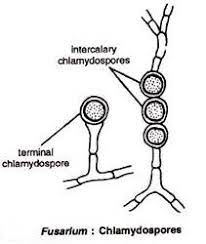 intercalary
chlamydospores
terminal
chlamydospore
Fusarium : Chlamydospores